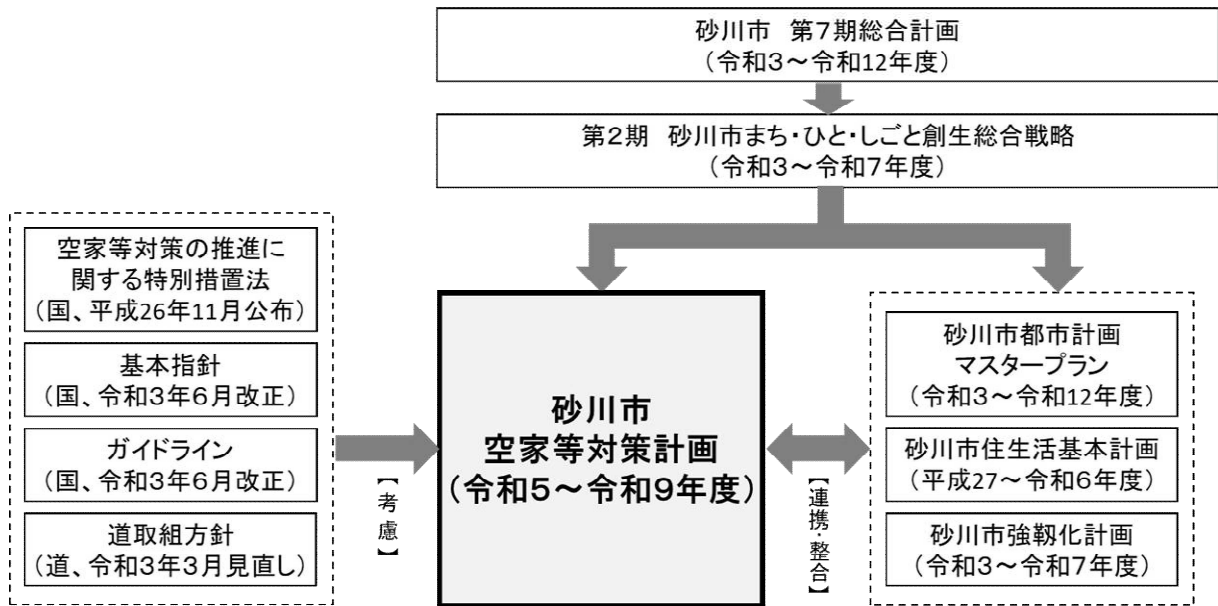 砂川市 第7期総合計画
（令和3～令和12年度）
第2期 砂川市まち・ひと・しごと創生総合戦略
（令和3～令和7年度）
空家等対策の推進に
関する特別措置法
（国、平成26年11月公布）
基本指針
（国、令和3年6月改正）
ガイドライン
（国、令和3年6月改正）
道取組方針
（道、令和3年3月見直し）
【考慮】
砂川市
空家等対策計画
（令和5～令和9年度）
【連携・整合】
砂川市都市計画
マスタープラン
（令和3～令和12年度）
砂川市住生活基本計画
（平成27～令和6年度）
砂川市強靱化計画
（令和3～令和7年度）